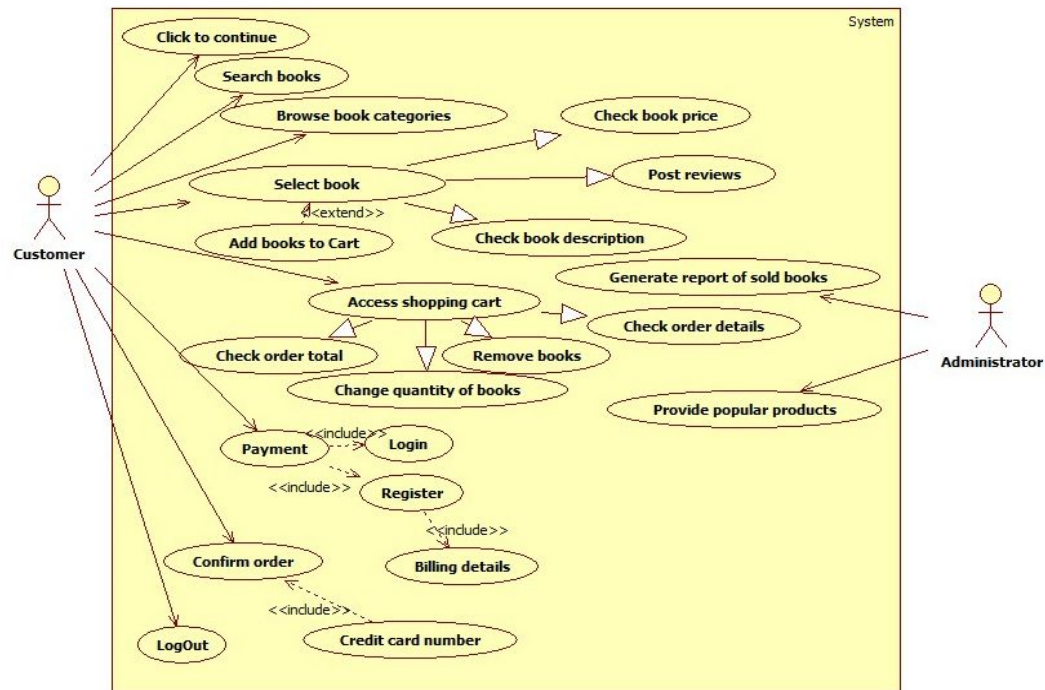 System
Click to continue
Search books
Browse book categories
Check book price
Post reviews
Select book
<<extend>>
Add books to Cart
Check book description
Customer
Generate report of sold books
Access shopping cart
Check order details
Check order total
Remove books
Administrator
Change quantity of books
Provide popular products
<<include>>
Login
Payment
<<include>>
Register
<<include>>
Confirm order
Billing details
<<include>>
Credit card number
LogOut